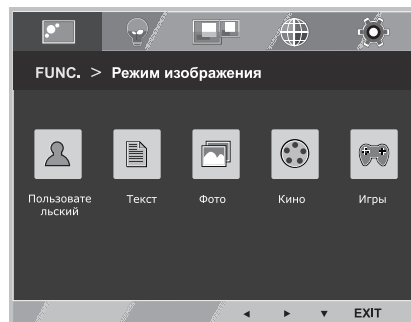 FUNC. > Режим изображения
Пользовате
льский
Текст
Фото
Кино
Игры
EXIT